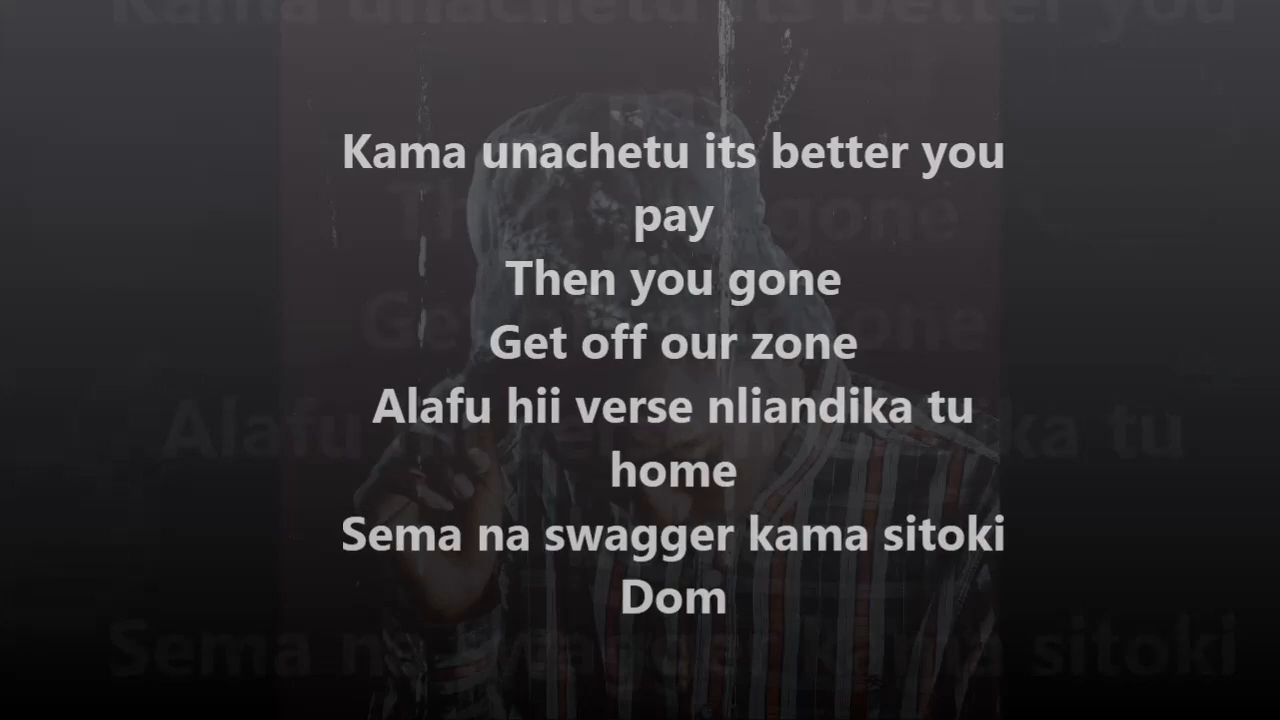 Kama unachetu its better you
pay
Then you gone
Get off our zone
Alafu hii verse nliandika tu
home
Sema na swagger kama sitoki
Dom